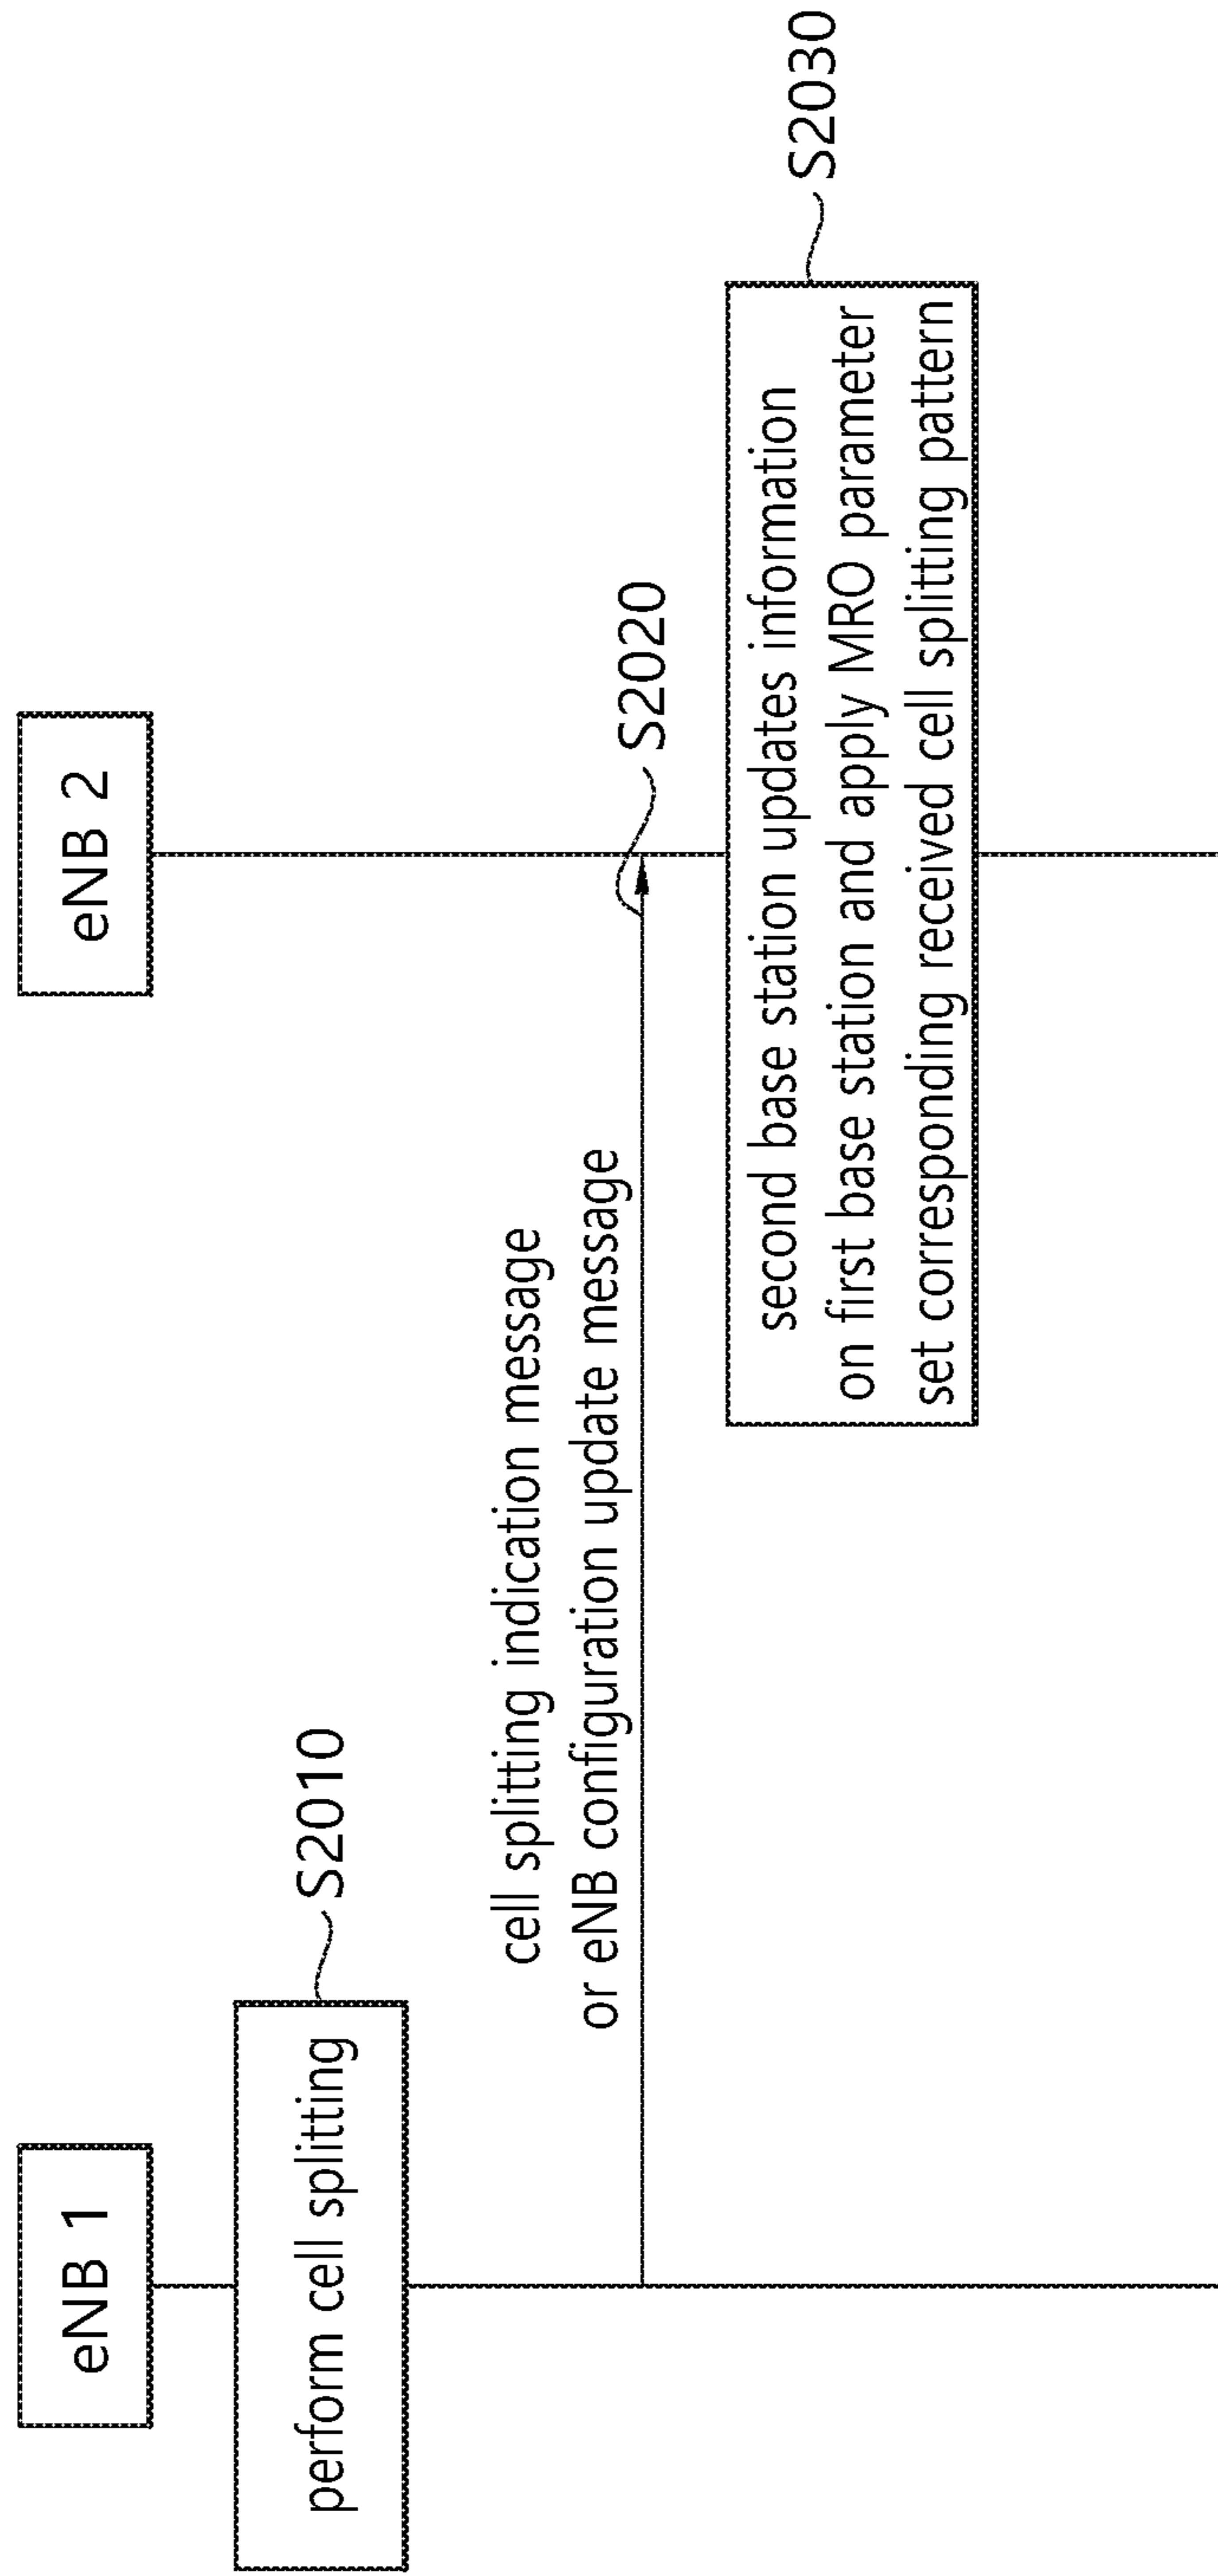 eNB 1
eNB 2
perform cell splitting
S2010
cell splitting indication message
or eNB configuration update message
S2020
second base station updates information
on first base station and apply MRO parameter
set corresponding received cell splitting pattern
S2030